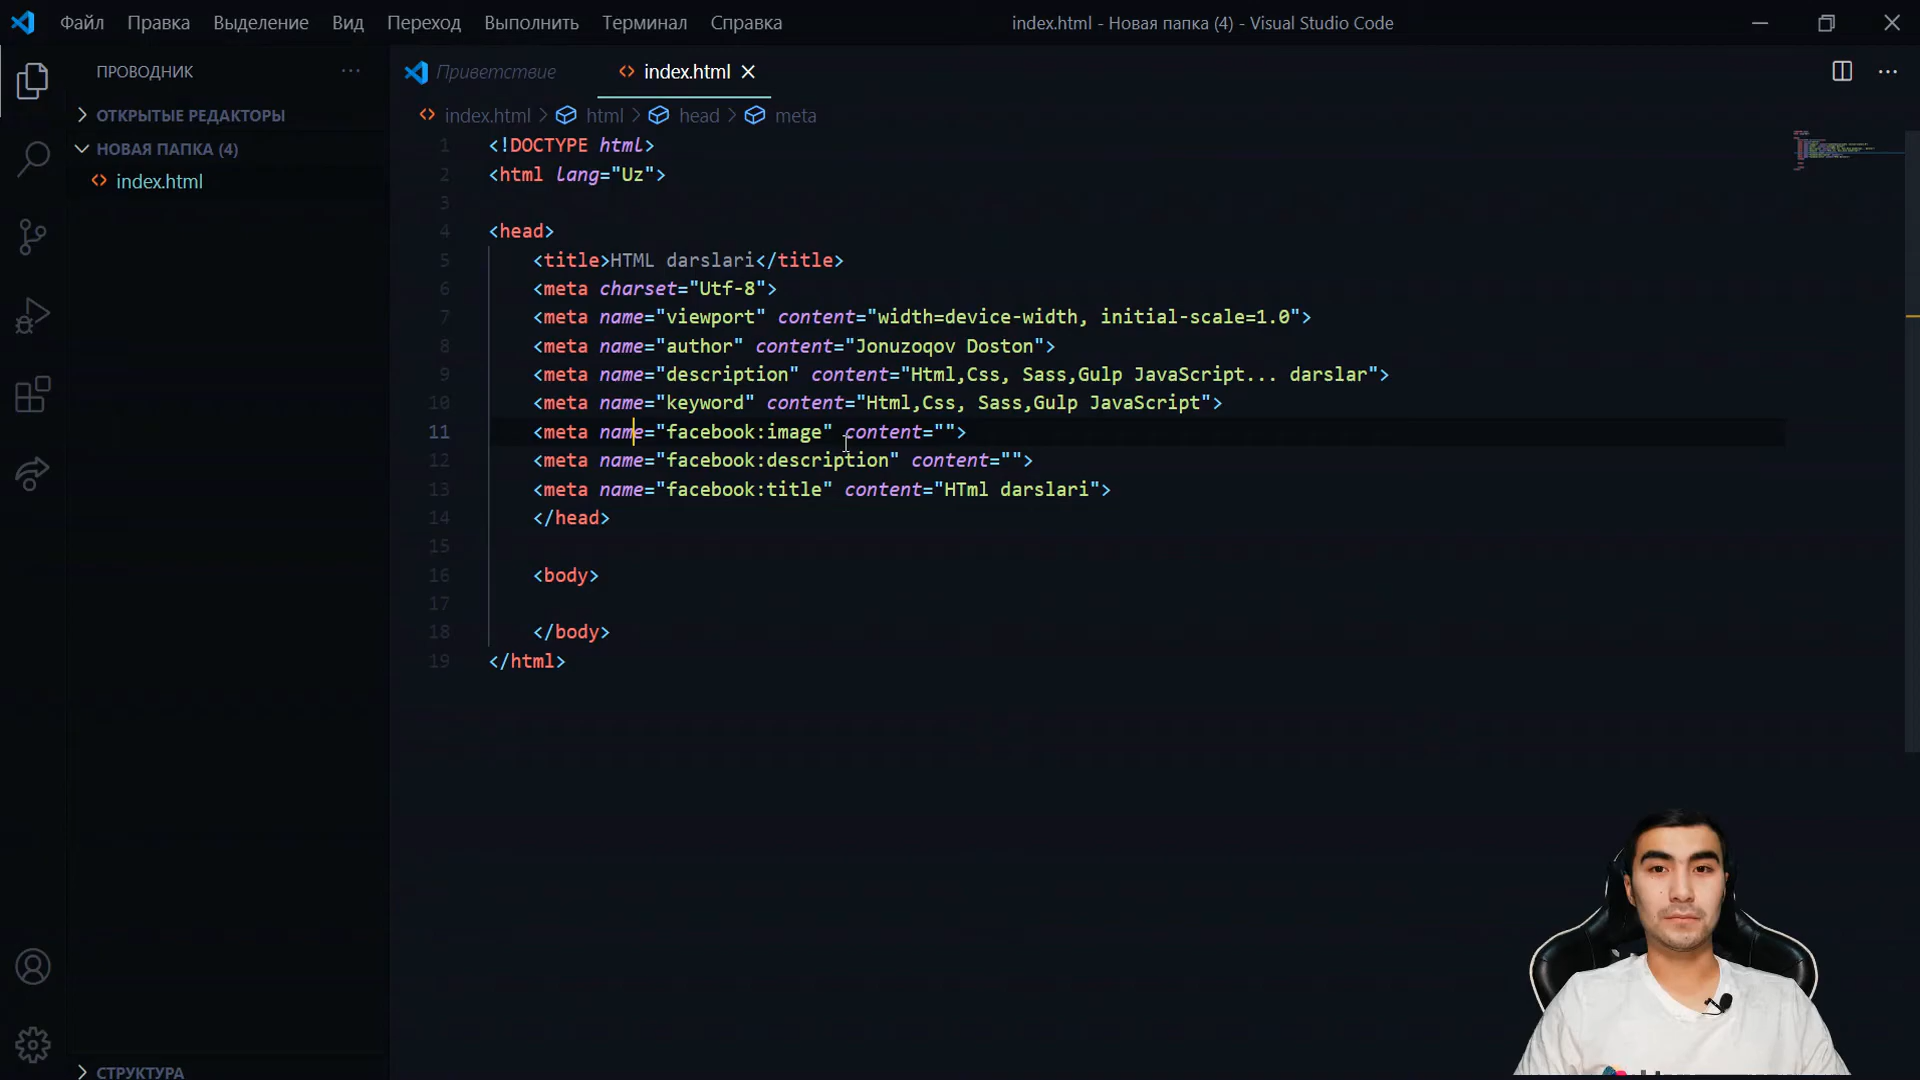 Файл Правка Выделение Вид Переход Выполнить Терминал Справка
index.html - Новая папка (4) - Visual Studio Code
ПРОВОДНИК
ОТКРЫТЫЕ РЕДАКТОРЫ
НОВАЯ ПАПКА (4)
index.html
СТРУКТУРА
Приветствие
index.html
index.html > html > head > meta
1 <!DOCTYPE html>
2 <html lang="Uz">
3
4 <head>
5 <title>HTML darslari</title>
6 <meta charset="Utf-8">
7 <meta name="viewport" content="width=device-width, initial-scale=1.0">
8 <meta name="author" content="Jonuzoqov Doston">
9 <meta name="description" content="Html,Css, Sass,Gulp JavaScript... darslar">
10 <meta name="keyword" content="Html,Css, Sass,Gulp JavaScript">
11 <meta name="facebook:image" content="">
12 <meta name="facebook:description" content="">
13 <meta name="facebook:title" content="HTml darslari">
14 </head>
15
16 <body>
17
18 </body>
19 </html>